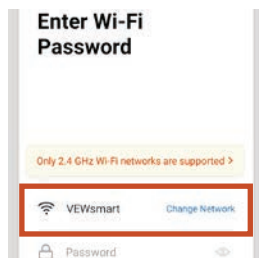 Enter Wi-Fi
Password
Only 2.4 GHz Wi-Fi networks are supported >
VEWsmart Change Network
Password